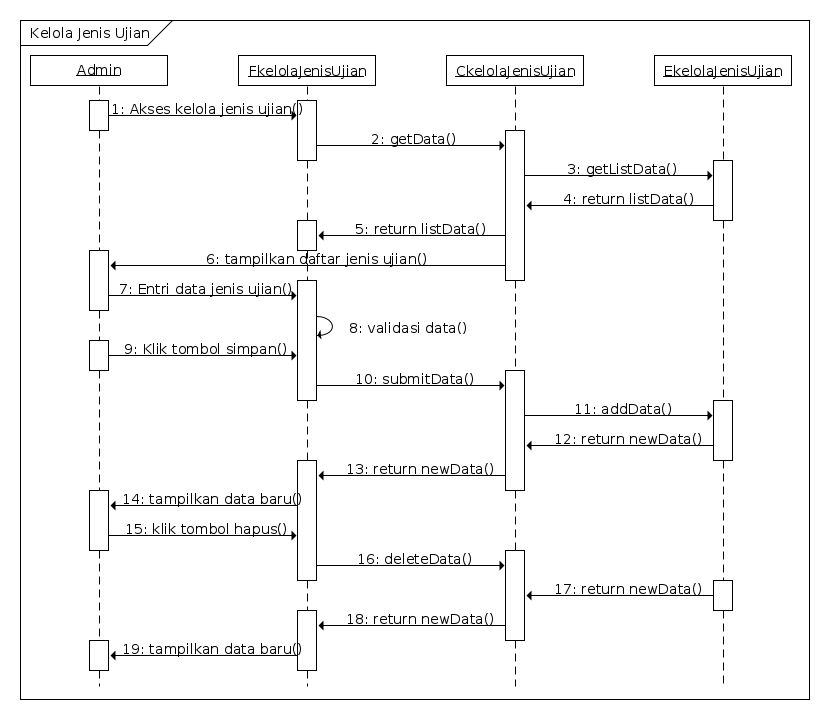 Kelola Jenis Ujian
Admin
FkelolaJenisUjian
CkelolaJenisUjian
EkelolaJenisUjian
1: Akses kelola jenis ujian()
2: getData()
3: getListData()
4: return listData()
5: return listData()
6: tampilkan daftar jenis ujian()
7: Entri data jenis ujian()
8: validasi data()
9: Klik tombol simpan()
10: submitData()
11: addData()
12: return newData()
13: return newData()
14: tampilkan data baru()
15: klik tombol hapus()
16: deleteData()
17: return newData()
18: return newData()
19: tampilkan data baru()